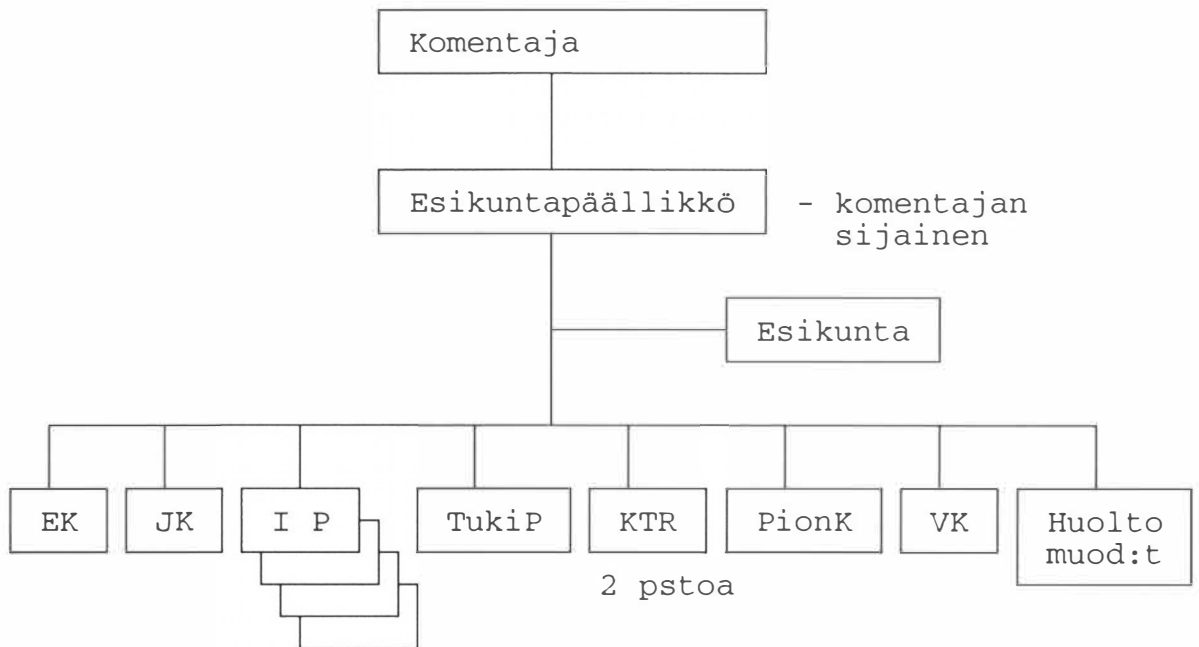 Komentaja
Esikuntapäällikkö
- komentajan
sijainen
Esikunta
EK
JK
I P
TukiP
KTR
PionK
VK
Huolto
muod:t
2 pstoa